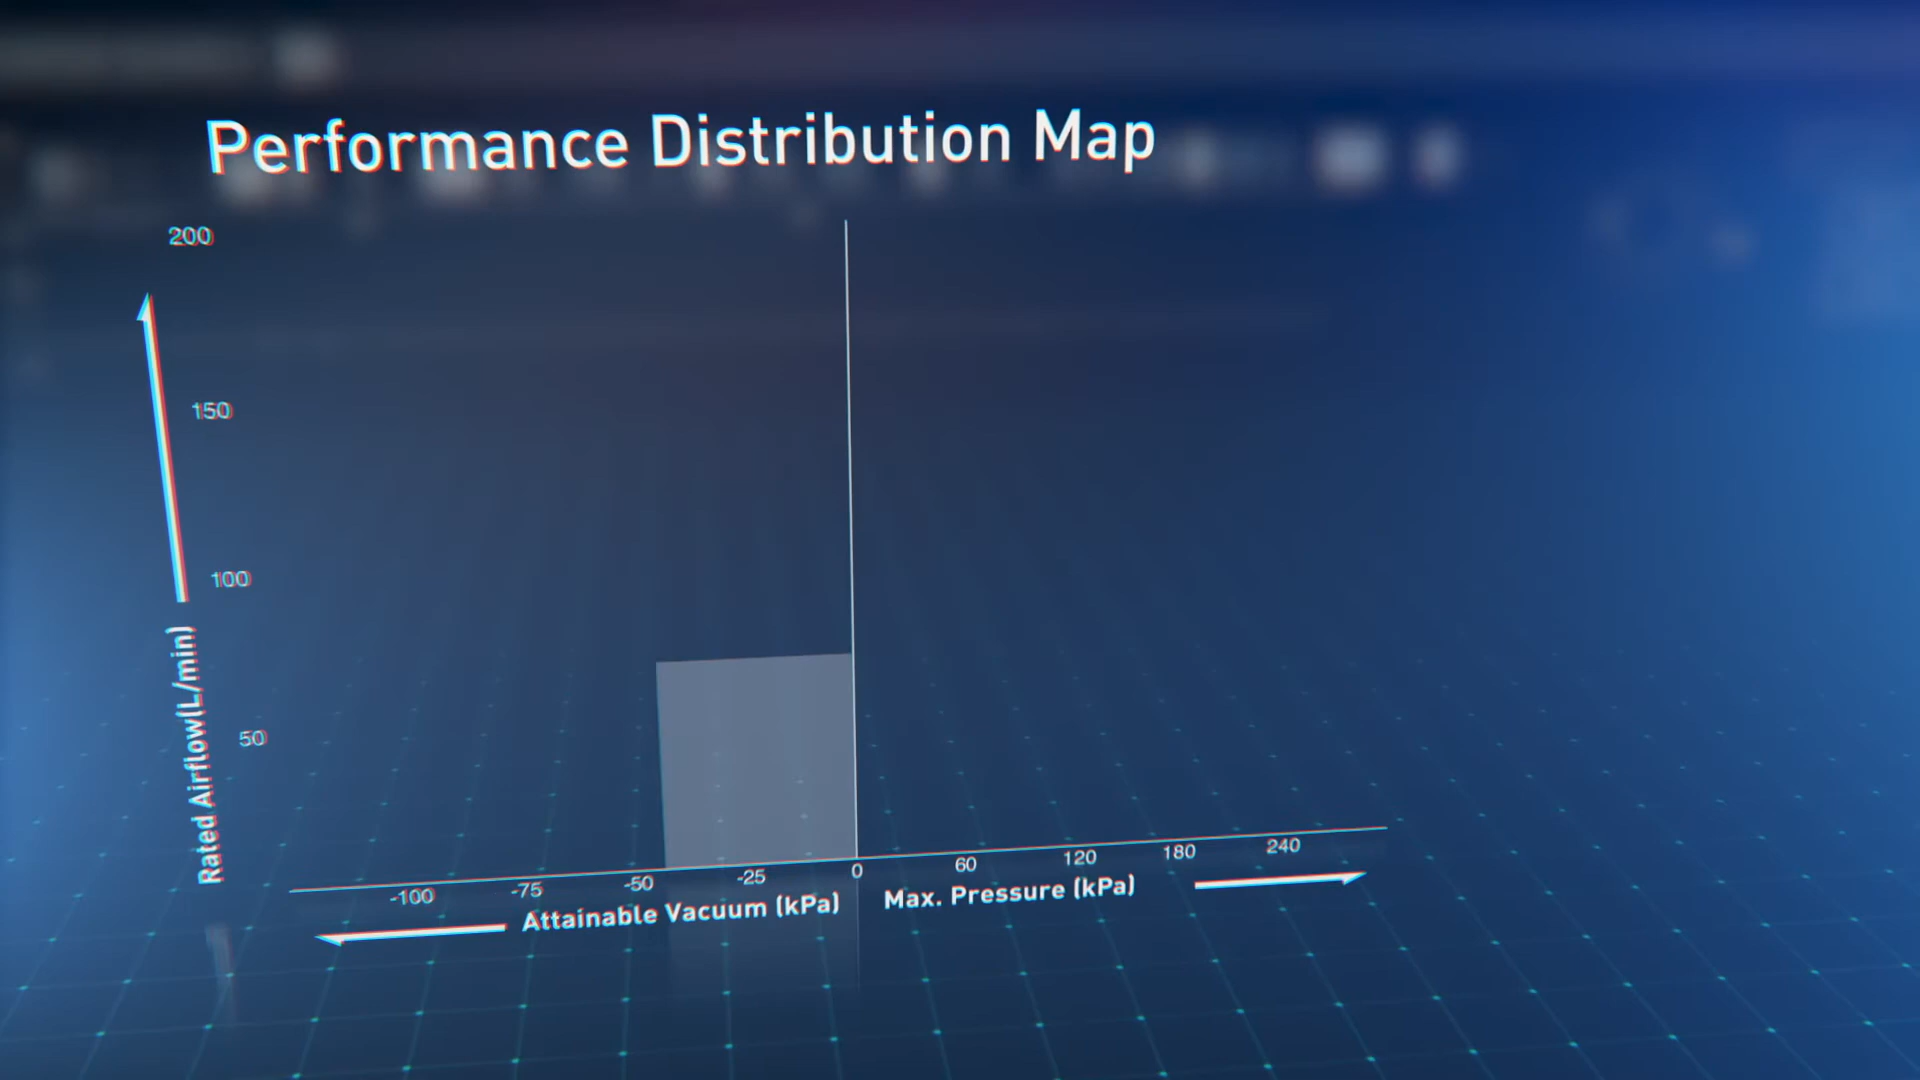 Performance Distribution Map
200
150
100
50
Rated Airflow(L/min)
-100 -75 -50 -25 0 60 120 180 240
Attainable Vacuum (kPa) Max. Pressure (kPa)